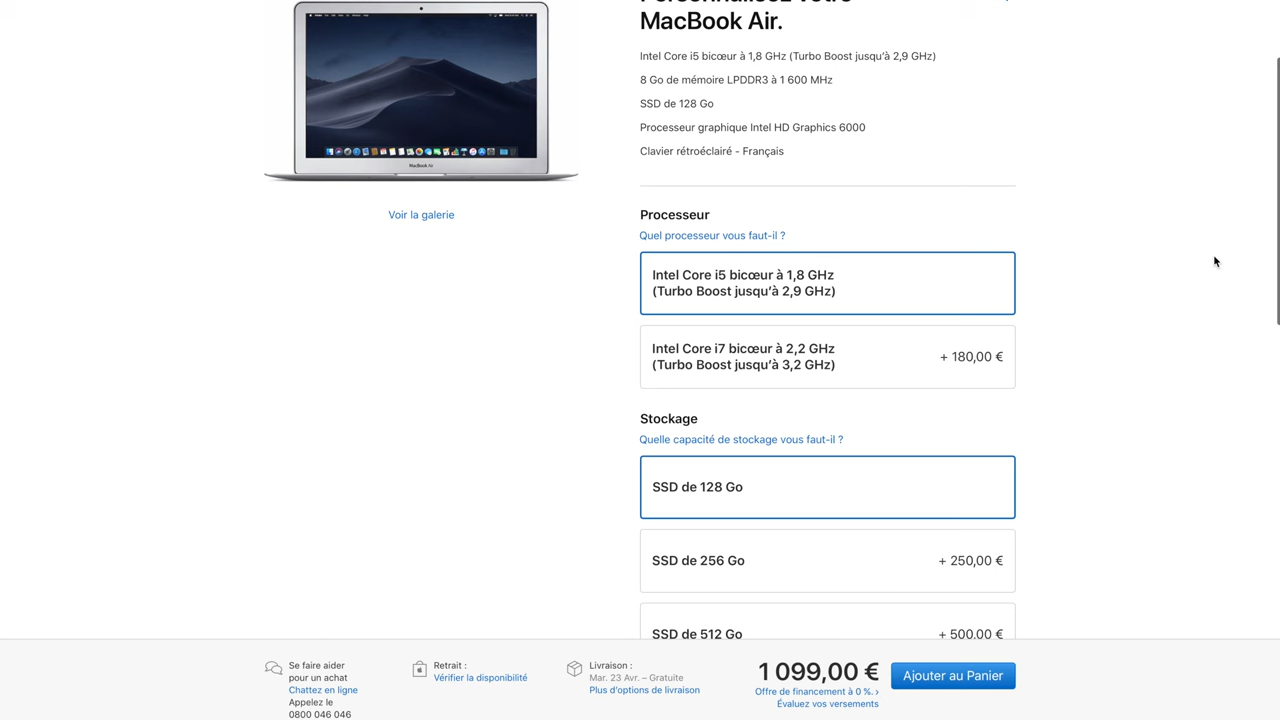 Personnalisez votre
MacBook Air.
Intel Core i5 bicœur à 1,8 GHz (Turbo Boost jusqu’à 2,9 GHz)
8 Go de mémoire LPDDR3 à 1 600 MHz
SSD de 128 Go
Processeur graphique Intel HD Graphics 6000
Clavier rétroéclairé - Français
MacBook Air
Voir la galerie
Processeur
Quel processeur vous faut-il ?
Intel Core i5 bicœur à 1,8 GHz
(Turbo Boost jusqu’à 2,9 GHz)
Intel Core i7 bicœur à 2,2 GHz
(Turbo Boost jusqu’à 3,2 GHz)
+ 180,00 €
Stockage
Quelle capacité de stockage vous faut-il ?
SSD de 128 Go
SSD de 256 Go
+ 250,00 €
SSD de 512 Go
+ 500,00 €
Se faire aider
pour un achat
Chattez en ligne
Appelez le
0800 046 046
Retrait :
Vérifier la disponibilité
Livraison :
Mar. 23 Avr. – Gratuite
Plus d’options de livraison
1 099,00 €
Offre de financement à 0 %. ›
Évaluez vos versements
Ajouter au Panier